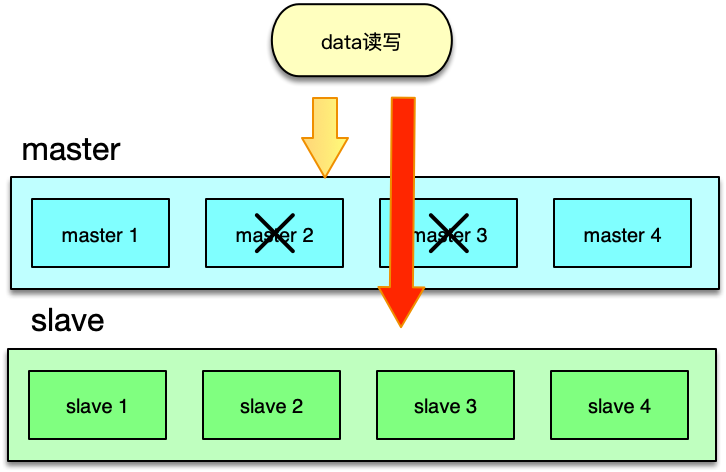 data读写
master
master 1
master 2
master 3
master 4
slave
slave 1
slave 2
slave 3
slave 4